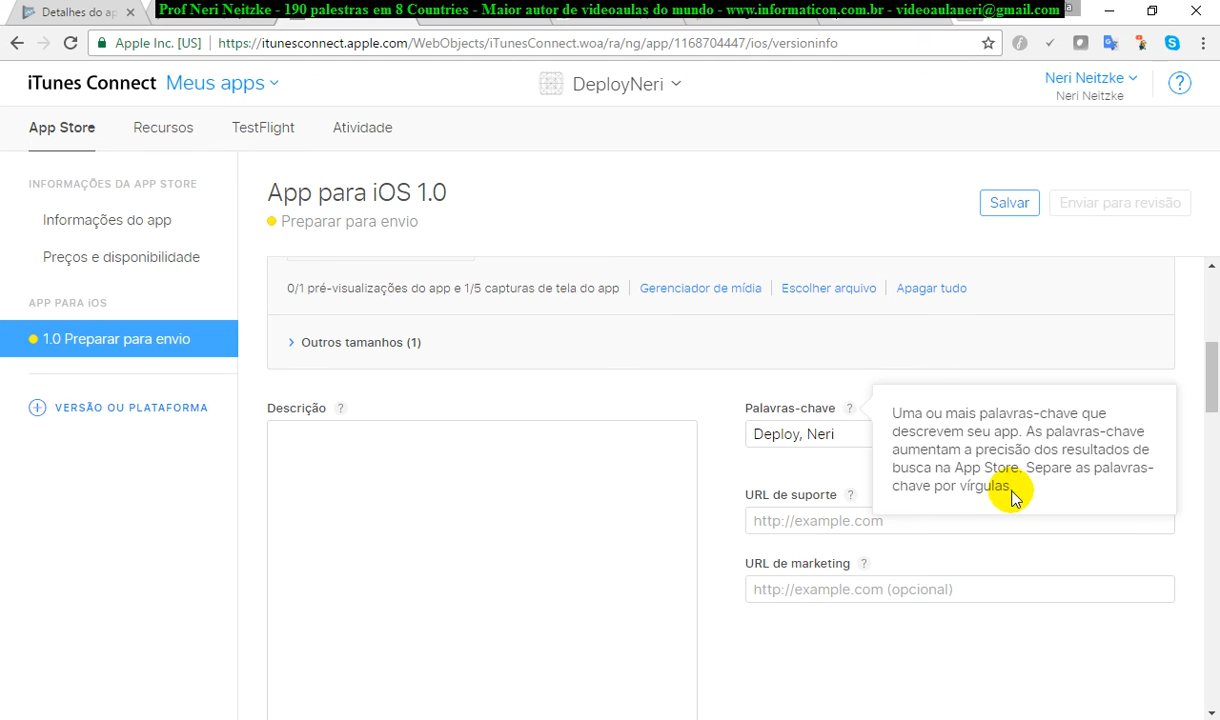 Detalhes do ap
Prof Neri Neitzke - 190 palestras em 8 Countries - Maior autor de videoaulas do mundo - www.informaticon.com.br - videoaulaneri@gmail.com
Apple Inc. [US] https://itunesconnect.apple.com/WebObjects/iTunesConnect.woa/ra/ng/app/1168704447/ios/versioninfo
iTunes Connect Meus apps
DeployNeri
Neri Neitzke
Neri Neitzke
?
App Store Recursos TestFlight Atividade
INFORMAÇÕES DA APP STORE
Informações do app
Preços e disponibilidade
APP PARA iOS
1.0 Preparar para envio
VERSÃO OU PLATAFORMA
App para iOS 1.0
Preparar para envio
Salvar
Enviar para revisão
0/1 pré-visualizações do app e 1/5 capturas de tela do app Gerenciador de mídia Escolher arquivo Apagar tudo
Outros tamanhos (1)
Descrição ?
Palavras-chave ?
Deploy, Neri
Uma ou mais palavras-chave que
descrevem seu app. As palavras-chave
aumentam a precisão dos resultados de
busca na App Store. Separe as palavras-
chave por vírgulas.
URL de suporte ?
http://example.com
URL de marketing ?
http://example.com (opcional)